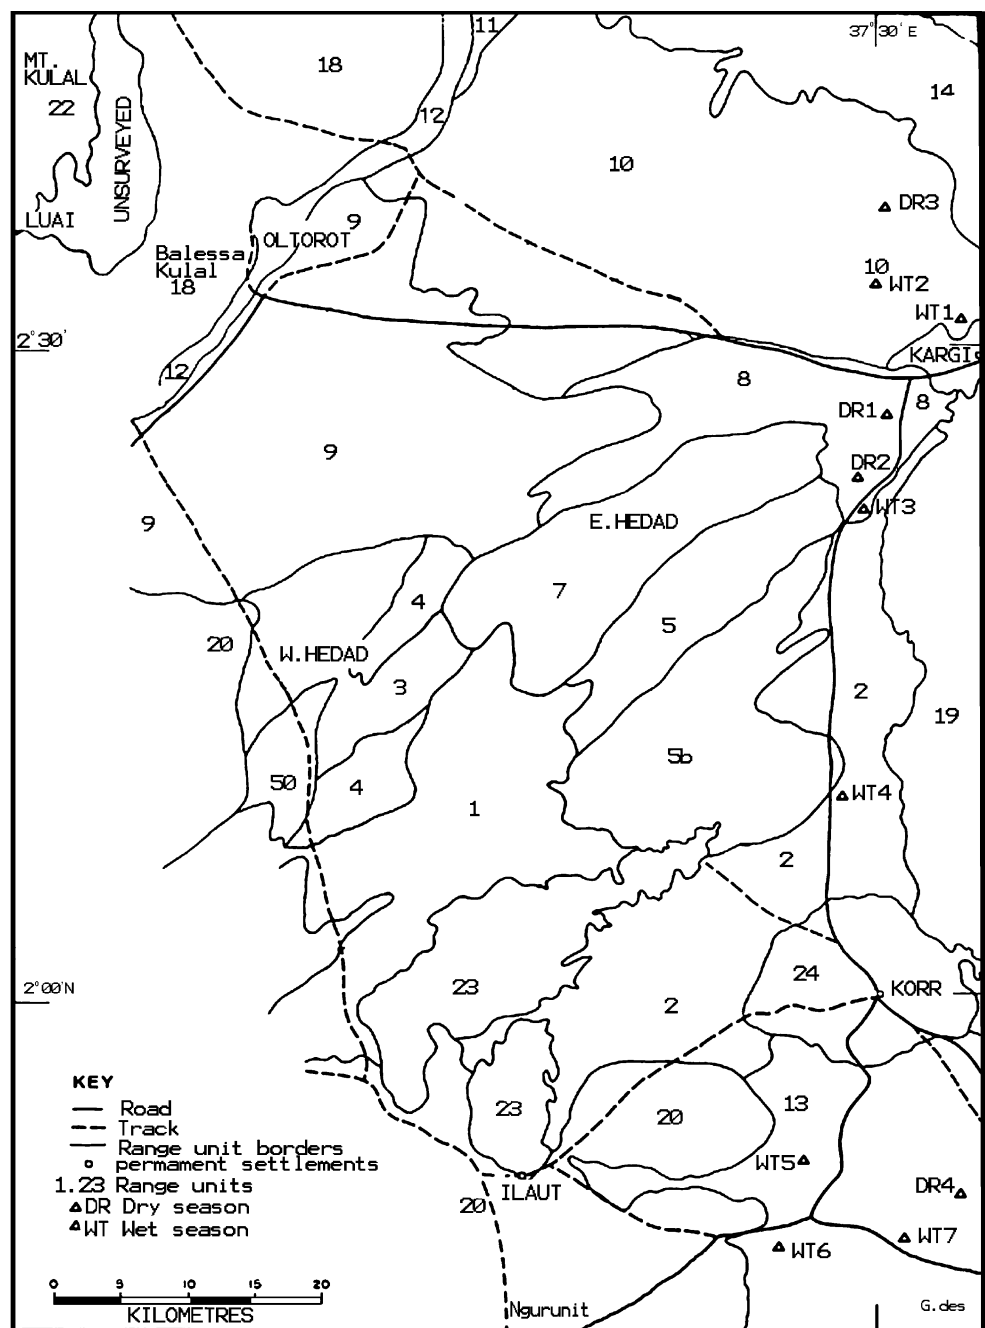 11
37°30' E
MT.
KULAL
22
18
14
UNSURVEYED
12
10
DR3
LUAI
9
OLTOROT
Balessa
Kulal
18
10
WT2
WT1
2°30'
KARGI
12
8
8
DR1
9
DR2
WT3
9
E.HEDAD
7
4
5
20
W.HEDAD
3
2
19
5b
50
4
WT4
1
2
24
23
KORR
2°00'N
2
KEY
Road
Track
Range unit borders
permament settlements
1.23 Range units
DR Dry season
WT Wet season
23
20
13
WT5
ILAUT
20
DR4
WT7
WT6
0 5 10 15 20
KILOMETRES
Ngurunit
G.des